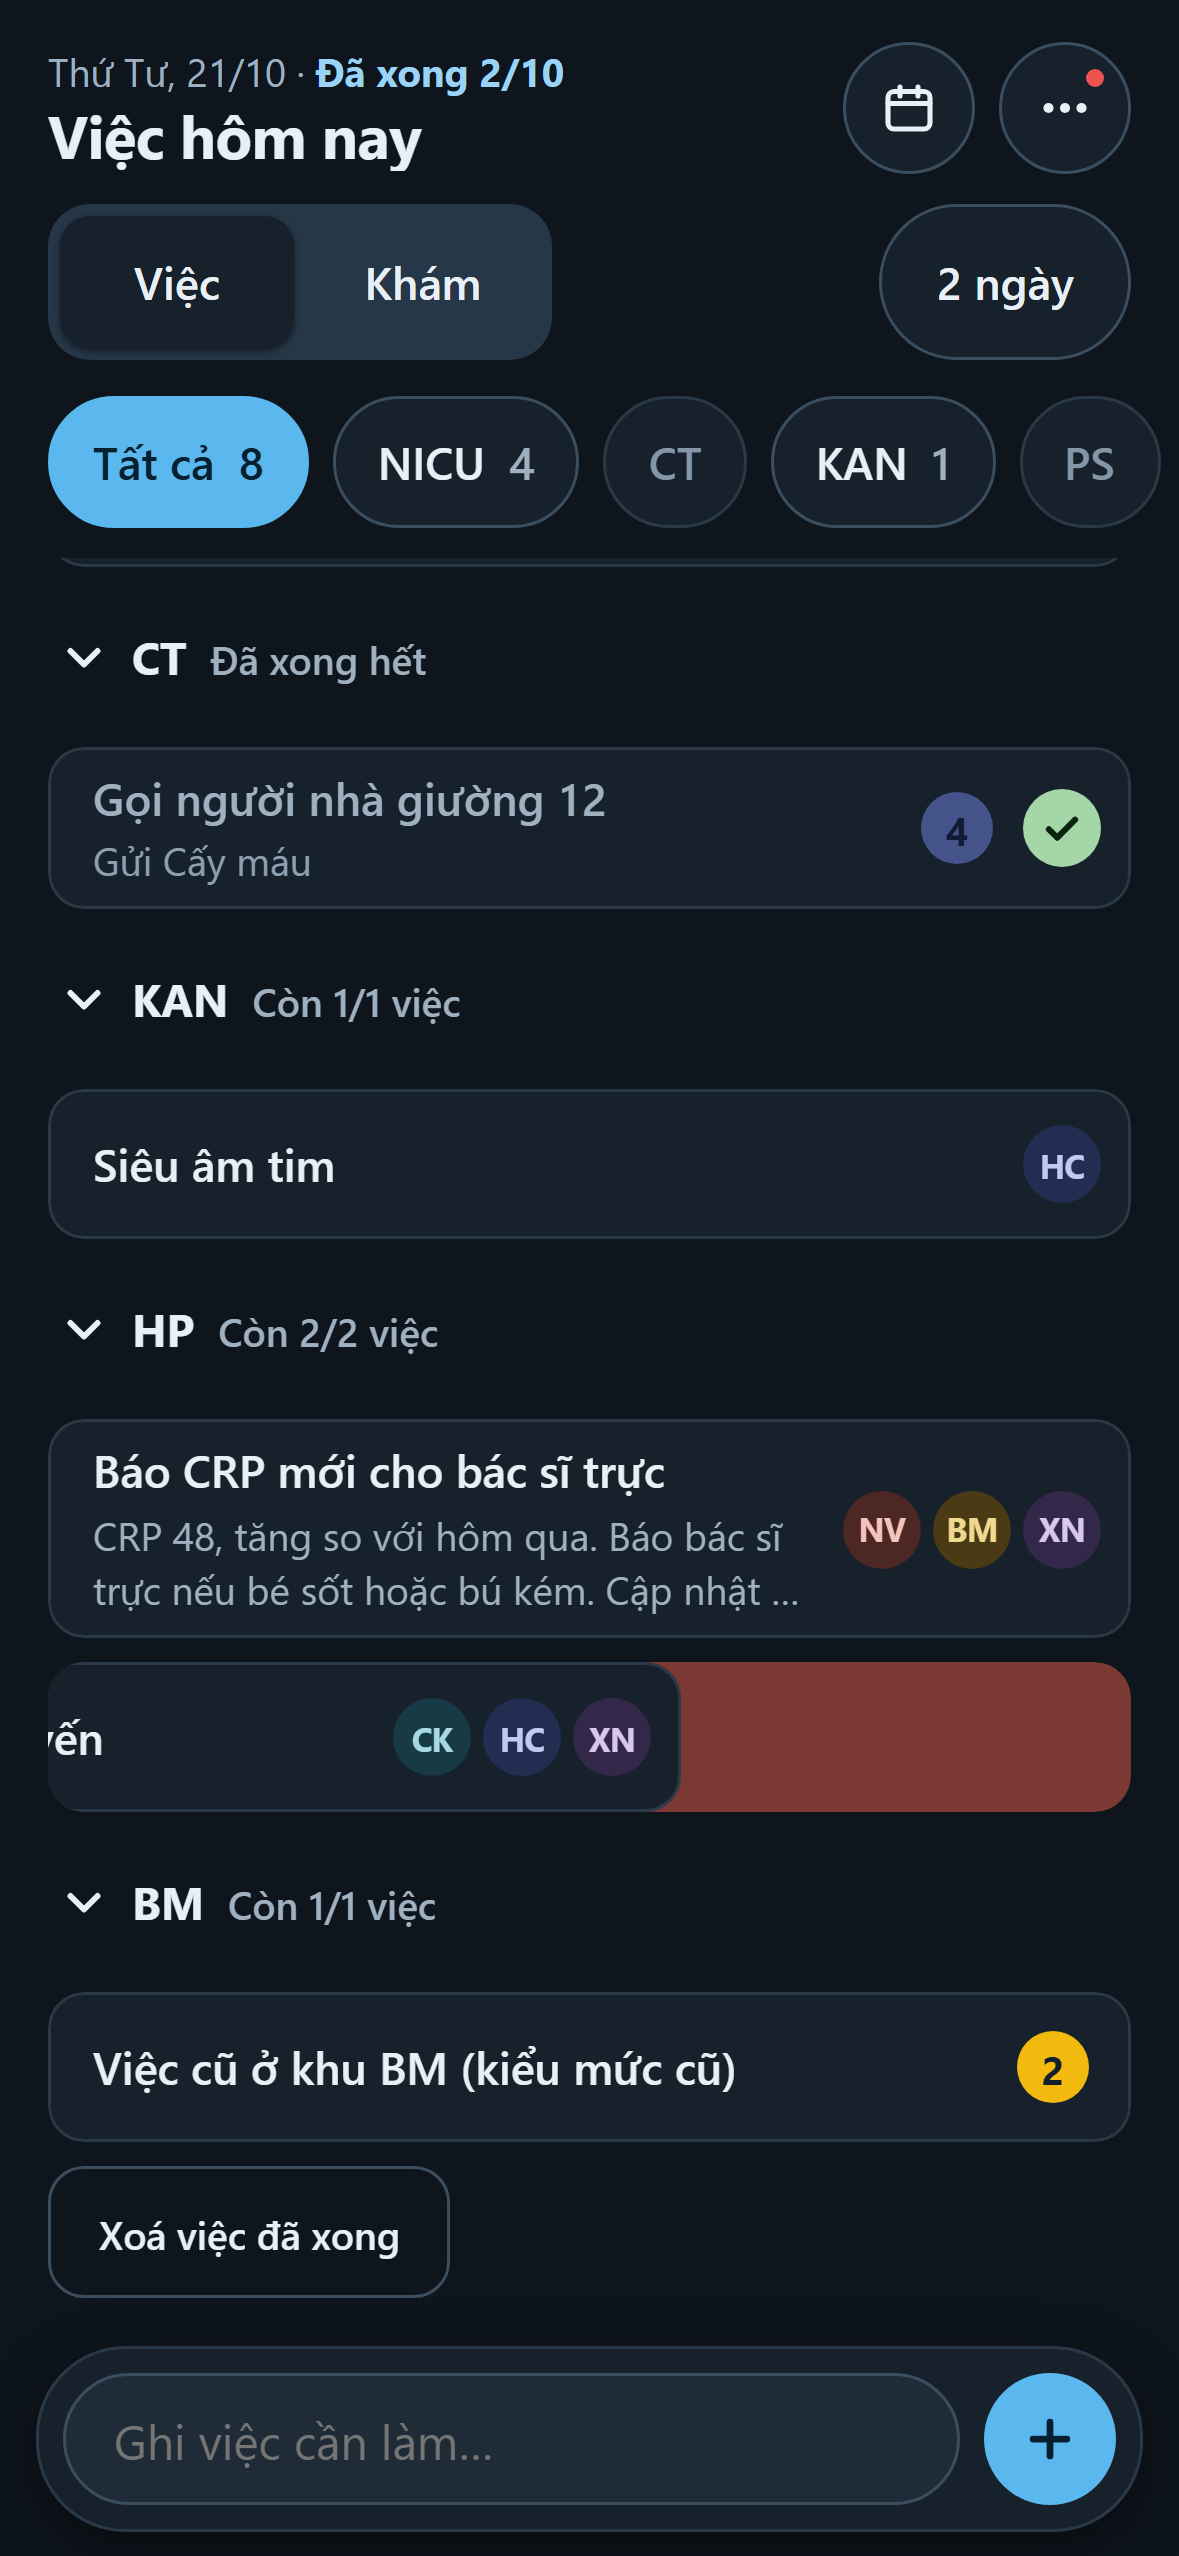 Thứ Tư, 21/10 · Đã xong 2/10
Việc hôm nay
Việc
Khám
2 ngày
Tất cả 8
NICU 4
CT
KAN 1
PS
CT Đã xong hết
Gọi người nhà giường 12
Gửi Cấy máu
4
KAN Còn 1/1 việc
Siêu âm tim
HC
HP Còn 2/2 việc
Báo CRP mới cho bác sĩ trực
CRP 48, tăng so với hôm qua. Báo bác sĩ
trực nếu bé sốt hoặc bú kém. Cập nhật ...
NV BM XN
yến
CK HC XN
BM Còn 1/1 việc
Việc cũ ở khu BM (kiểu mức cũ)
2
Xoá việc đã xong
Ghi việc cần làm...